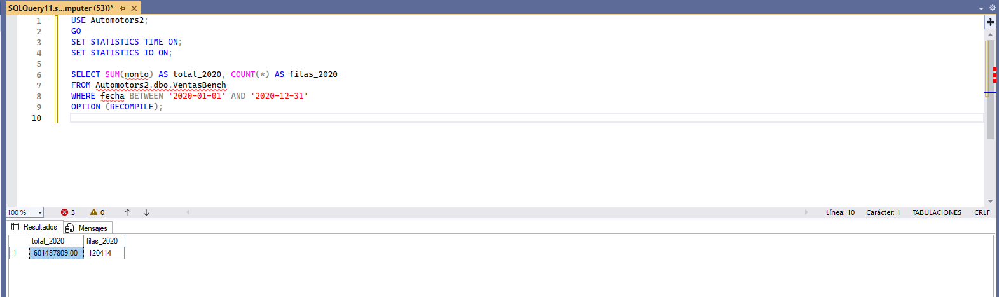 SQLQuery11.s...mputer (53))*
1 USE Automotors2;
2 GO
3 SET STATISTICS TIME ON;
4 SET STATISTICS IO ON;
5
6 SELECT SUM(monto) AS total_2020, COUNT(*) AS filas_2020
7 FROM Automotors2.dbo.VentasBench
8 WHERE fecha BETWEEN '2020-01-01' AND '2020-12-31'
9 OPTION (RECOMPILE);
10
100 % 3 0 Línea: 10 Carácter: 1 TABULACIONES CRLF
Resultados Mensajes
total_2020 filas_2020
1 601487809.00 120414